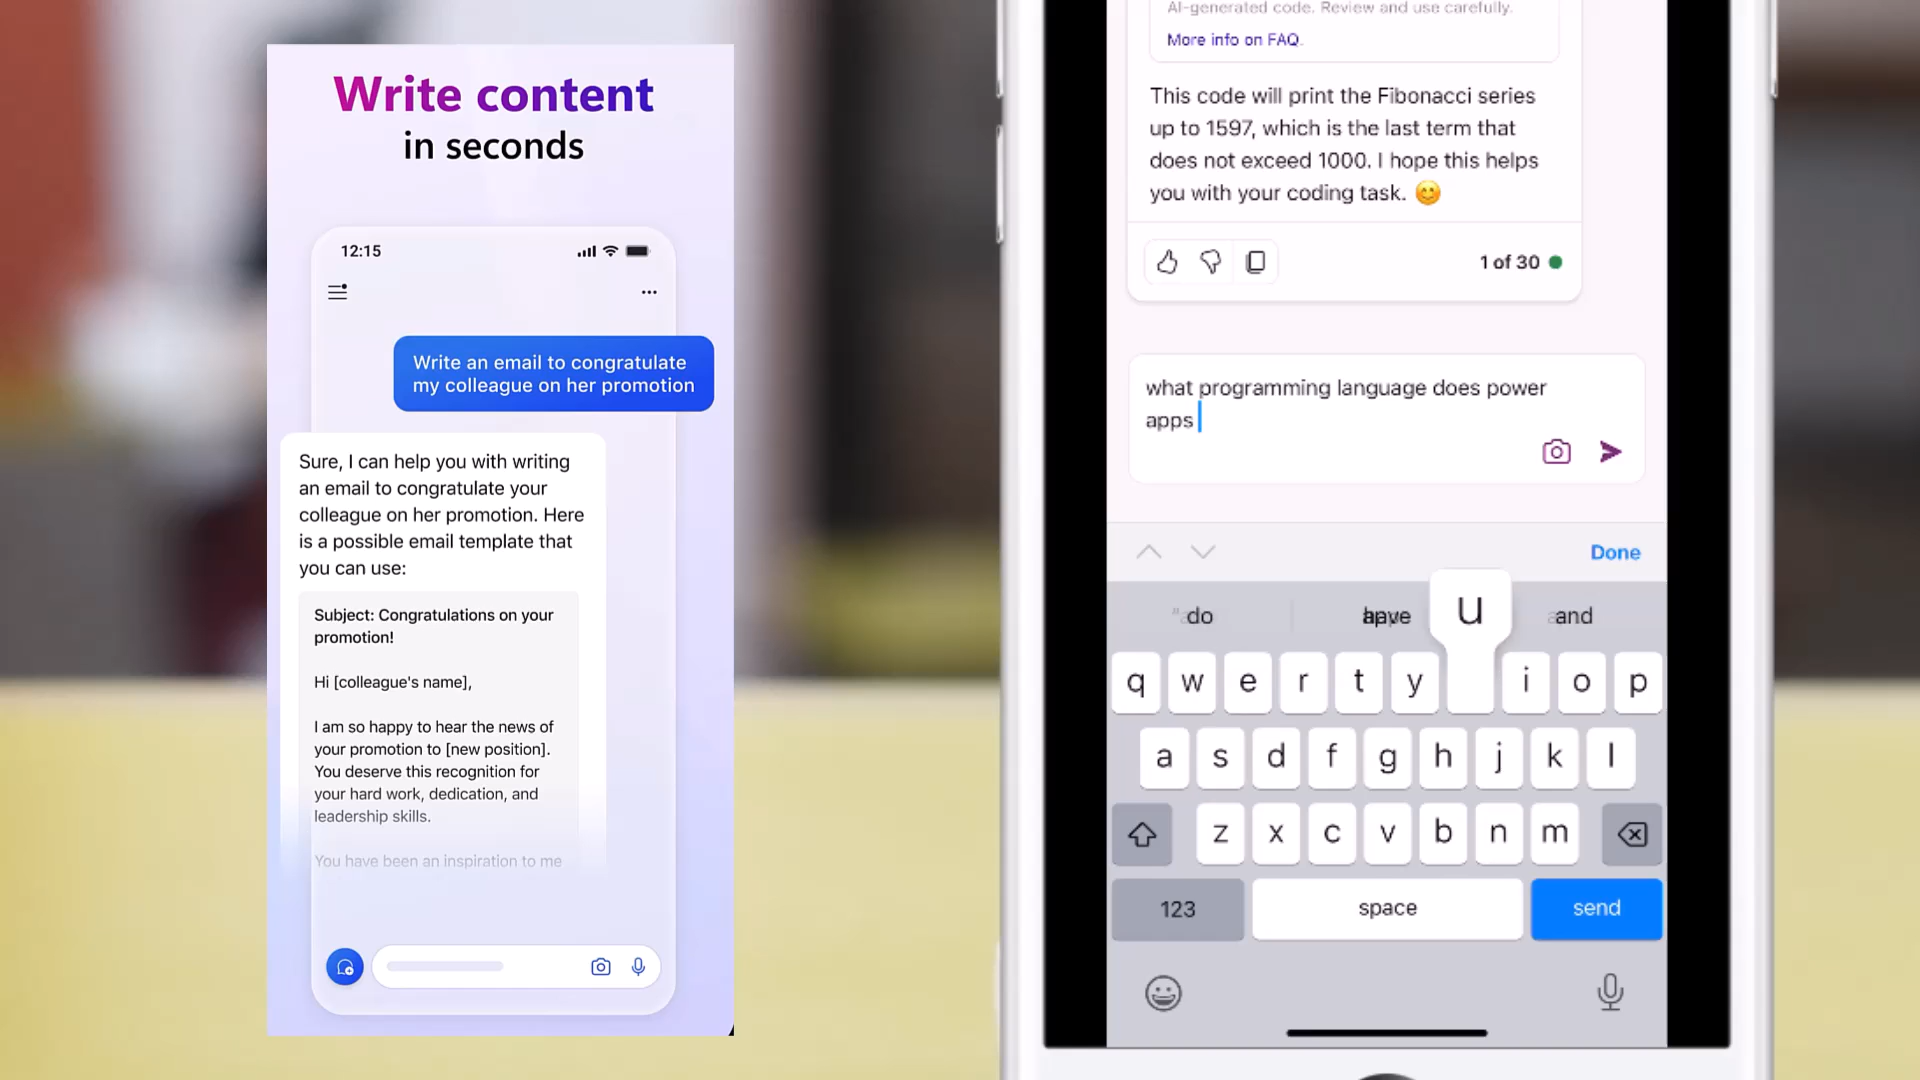 Write content
in seconds
12:15
Write an email to congratulate
my colleague on her promotion
Sure, I can help you with writing
an email to congratulate your
colleague on her promotion. Here
is a possible email template that
you can use:
Subject: Congratulations on your
promotion!
Hi [colleague's name],
I am so happy to hear the news of
your promotion to [new position].
You deserve this recognition for
your hard work, dedication, and
leadership skills.
You have been an inspiration to me
AI-generated code. Review and use carefully.
More info on FAQ.
This code will print the Fibonacci series
up to 1597, which is the last term that
does not exceed 1000. I hope this helps
you with your coding task. 😊
1 of 30
what programming language does power
apps
Done
do and
u
q w e r t y i o p
a s d f g h j k l
z x c v b n m
123 space send